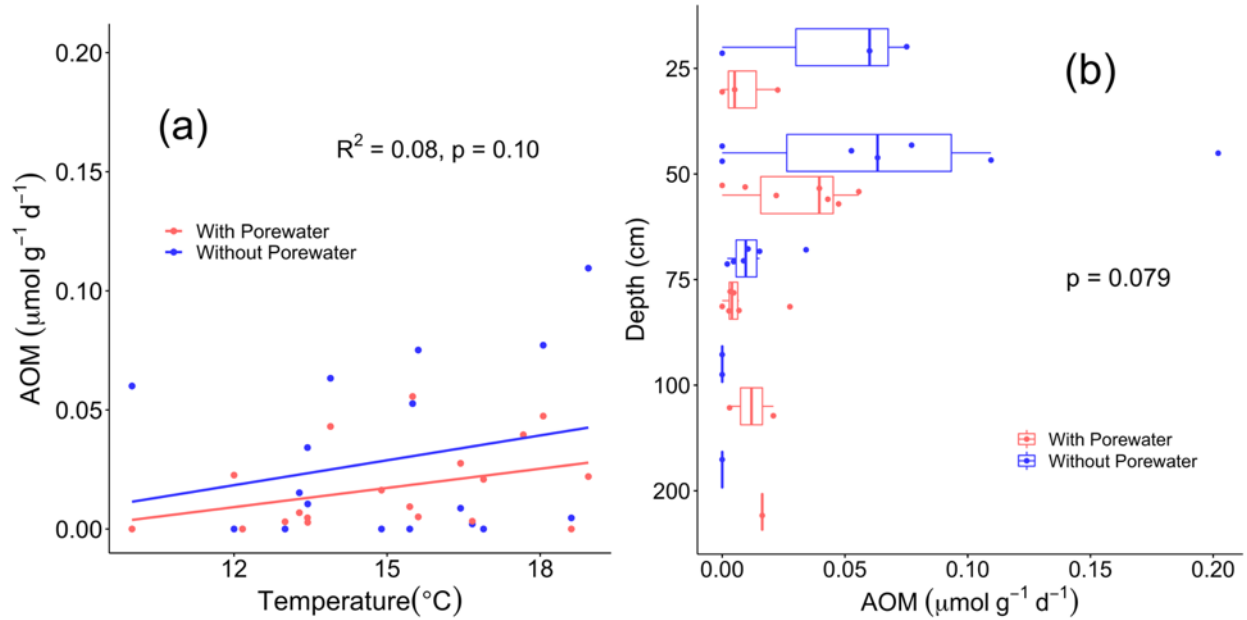 (a)
R² = 0.08, p = 0.10
With Porewater
Without Porewater
AOM (μmol g⁻¹ d⁻¹)
0.20
0.15
0.10
0.05
0.00
12
15
18
Temperature(°C)
(b)
p = 0.079
With Porewater
Without Porewater
Depth (cm)
25
50
75
100
200
0.00
0.05
0.10
0.15
0.20
AOM (μmol g⁻¹ d⁻¹)